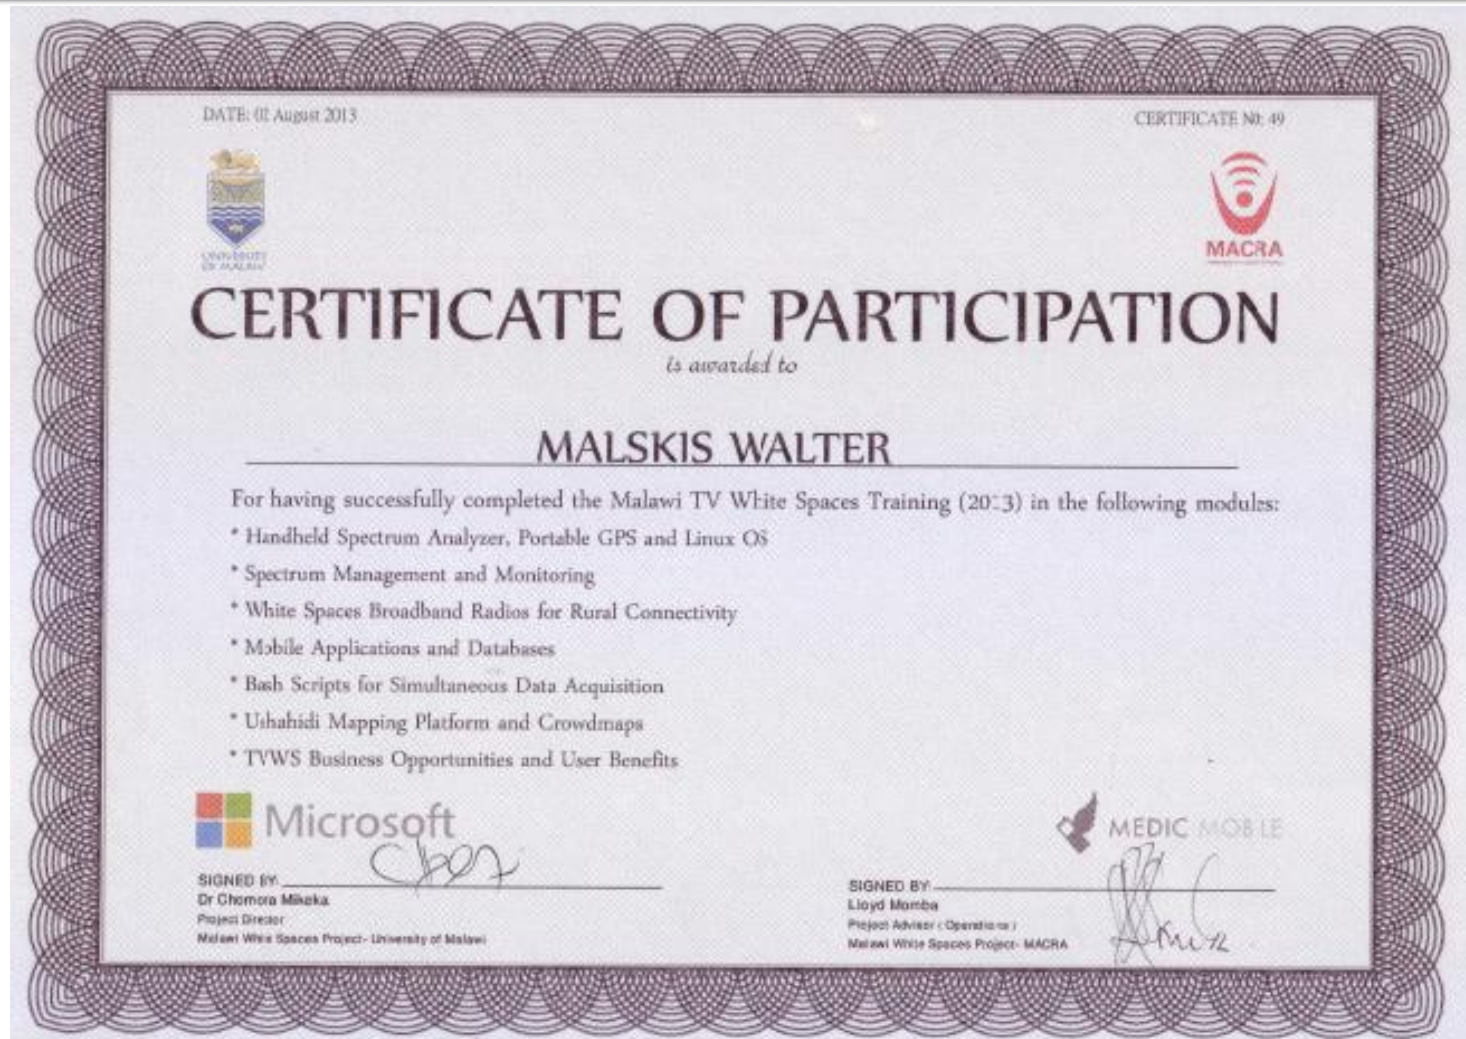 DATE: 02 August 2013
CERTIFICATE N0: 49
UNIVERSITY
OF MALAWI
MACRA
CERTIFICATE OF PARTICIPATION
is awarded to
MALSKIS WALTER
For having successfully completed the Malawi TV White Spaces Training (2013) in the following modules:
* Handheld Spectrum Analyzer, Portable GPS and Linux OS
* Spectrum Management and Monitoring
* White Spaces Broadband Radios for Rural Connectivity
* Mobile Applications and Databases
* Bash Scripts for Simultaneous Data Acquisition
* Ushahidi Mapping Platform and Crowdmaps
* TVWS Business Opportunities and User Benefits
Microsoft
MEDIC MOBILE
SIGNED BY:
Dr Chomora Mikeka
Project Director
Malawi White Spaces Project- University of Malawi
SIGNED BY:
Lloyd Momba
Project Advisor ( Operations )
Malawi White Spaces Project- MACRA